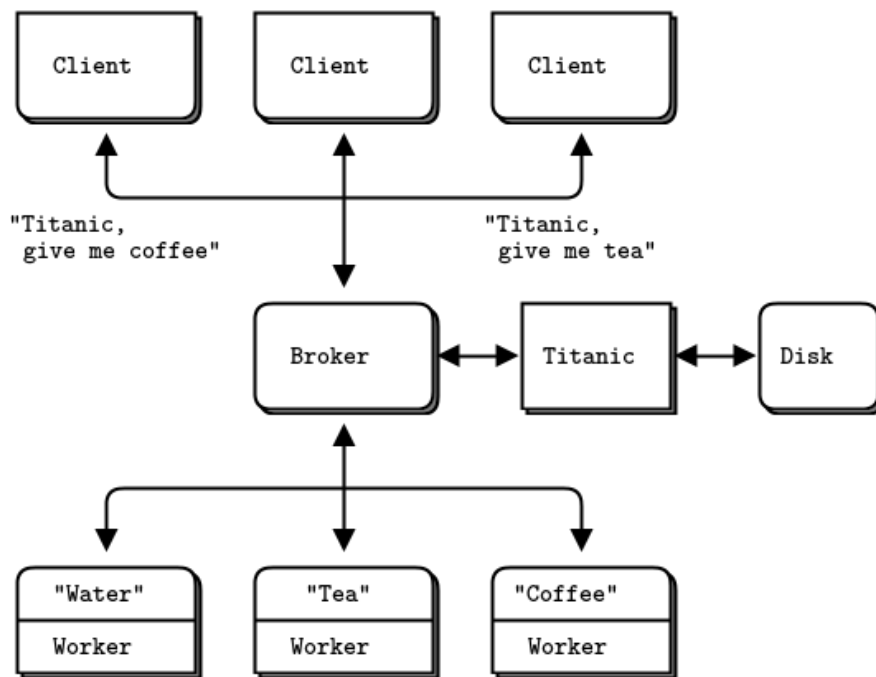 Client
Client
Client
"Titanic,
give me coffee"
"Titanic,
give me tea"
Broker
Titanic
Disk
"Water"
"Tea"
"Coffee"
Worker
Worker
Worker